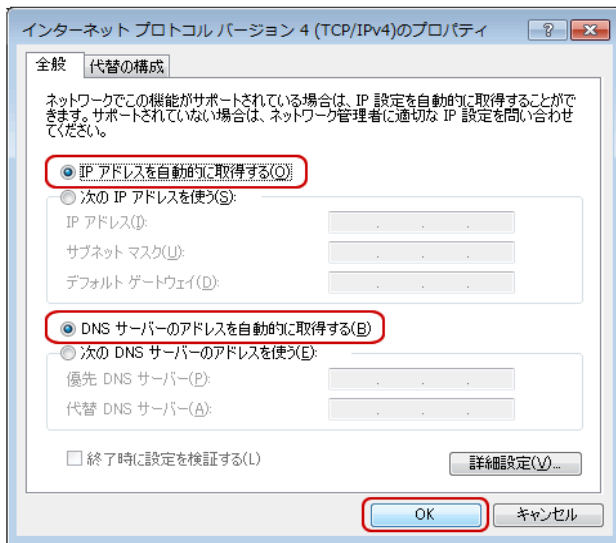 インターネット プロトコル バージョン 4 (TCP/IPv4)のプロパティ
全般
代替の構成
ネットワークでこの機能がサポートされている場合は、IP 設定を自動的に取得することがで
きます。サポートされていない場合は、ネットワーク管理者に適切な IP 設定を問い合わせ
てください。
IP アドレスを自動的に取得する(O)
次の IP アドレスを使う(S):
IP アドレス(I):
サブネット マスク(U):
デフォルト ゲートウェイ(D):
DNS サーバーのアドレスを自動的に取得する(B)
次の DNS サーバーのアドレスを使う(E):
優先 DNS サーバー(P):
代替 DNS サーバー(A):
終了時に設定を検証する(L)
詳細設定(V)...
OK
キャンセル